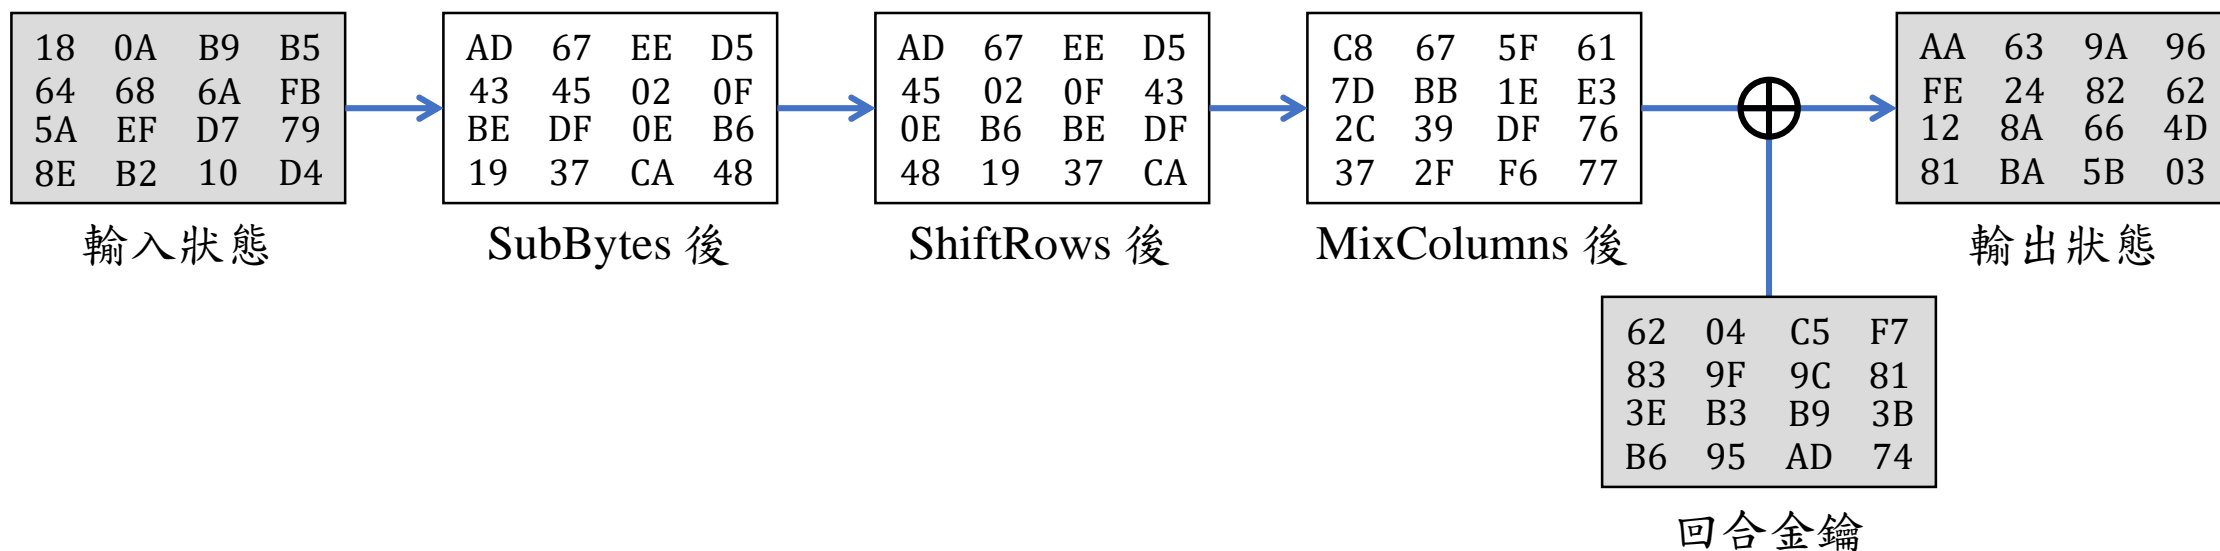 18 0A B9 B5
64 68 6A FB
5A EF D7 79
8E B2 10 D4
輸入狀態
AD 67 EE D5
43 45 02 0F
BE DF 0E B6
19 37 CA 48
SubBytes 後
AD 67 EE D5
45 02 0F 43
0E B6 BE DF
48 19 37 CA
ShiftRows 後
C8 67 5F 61
7D BB 1E E3
2C 39 DF 76
37 2F F6 77
MixColumns 後
AA 63 9A 96
FE 24 82 62
12 8A 66 4D
81 BA 5B 03
輸出狀態
62 04 C5 F7
83 9F 9C 81
3E B3 B9 3B
B6 95 AD 74
回合金鑰